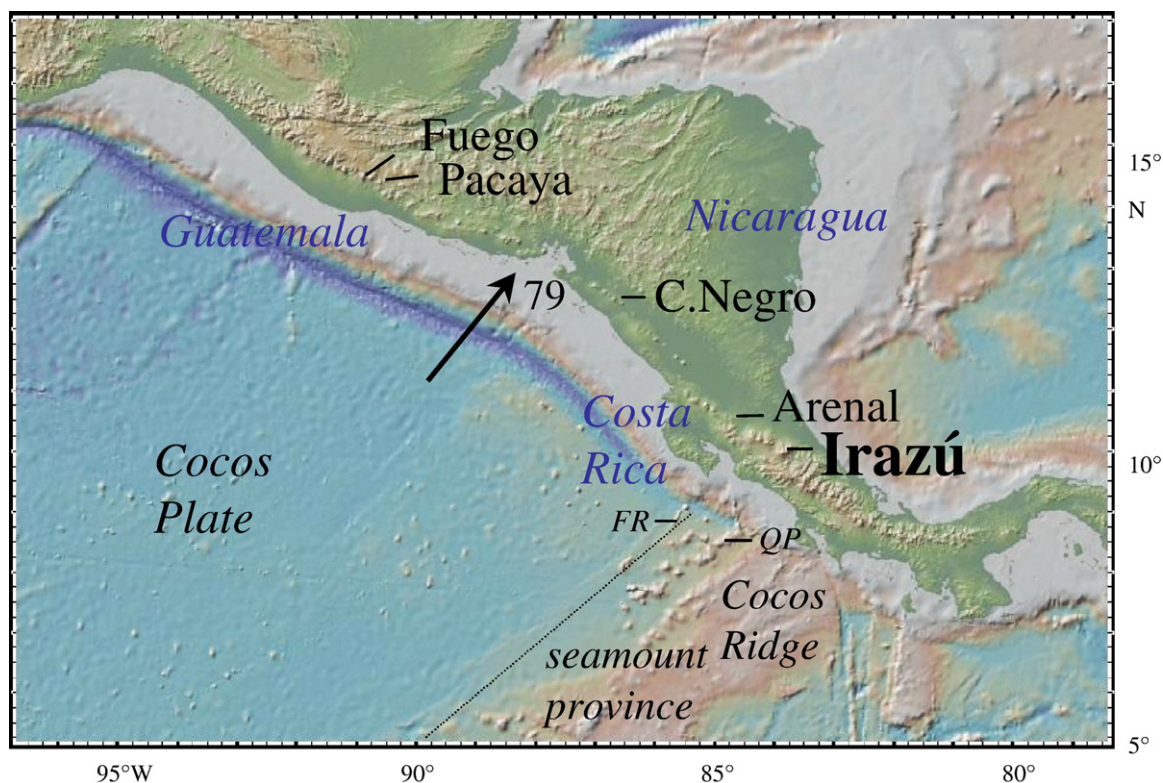 Fuego
Pacaya
15°
N
Guatemala
Nicaragua
79
C.Negro
Costa
Rica
Arenal
Irazú
10°
Cocos
Plate
FR
QP
Cocos
Ridge
seamount
province
5°
95°W
90°
85°
80°